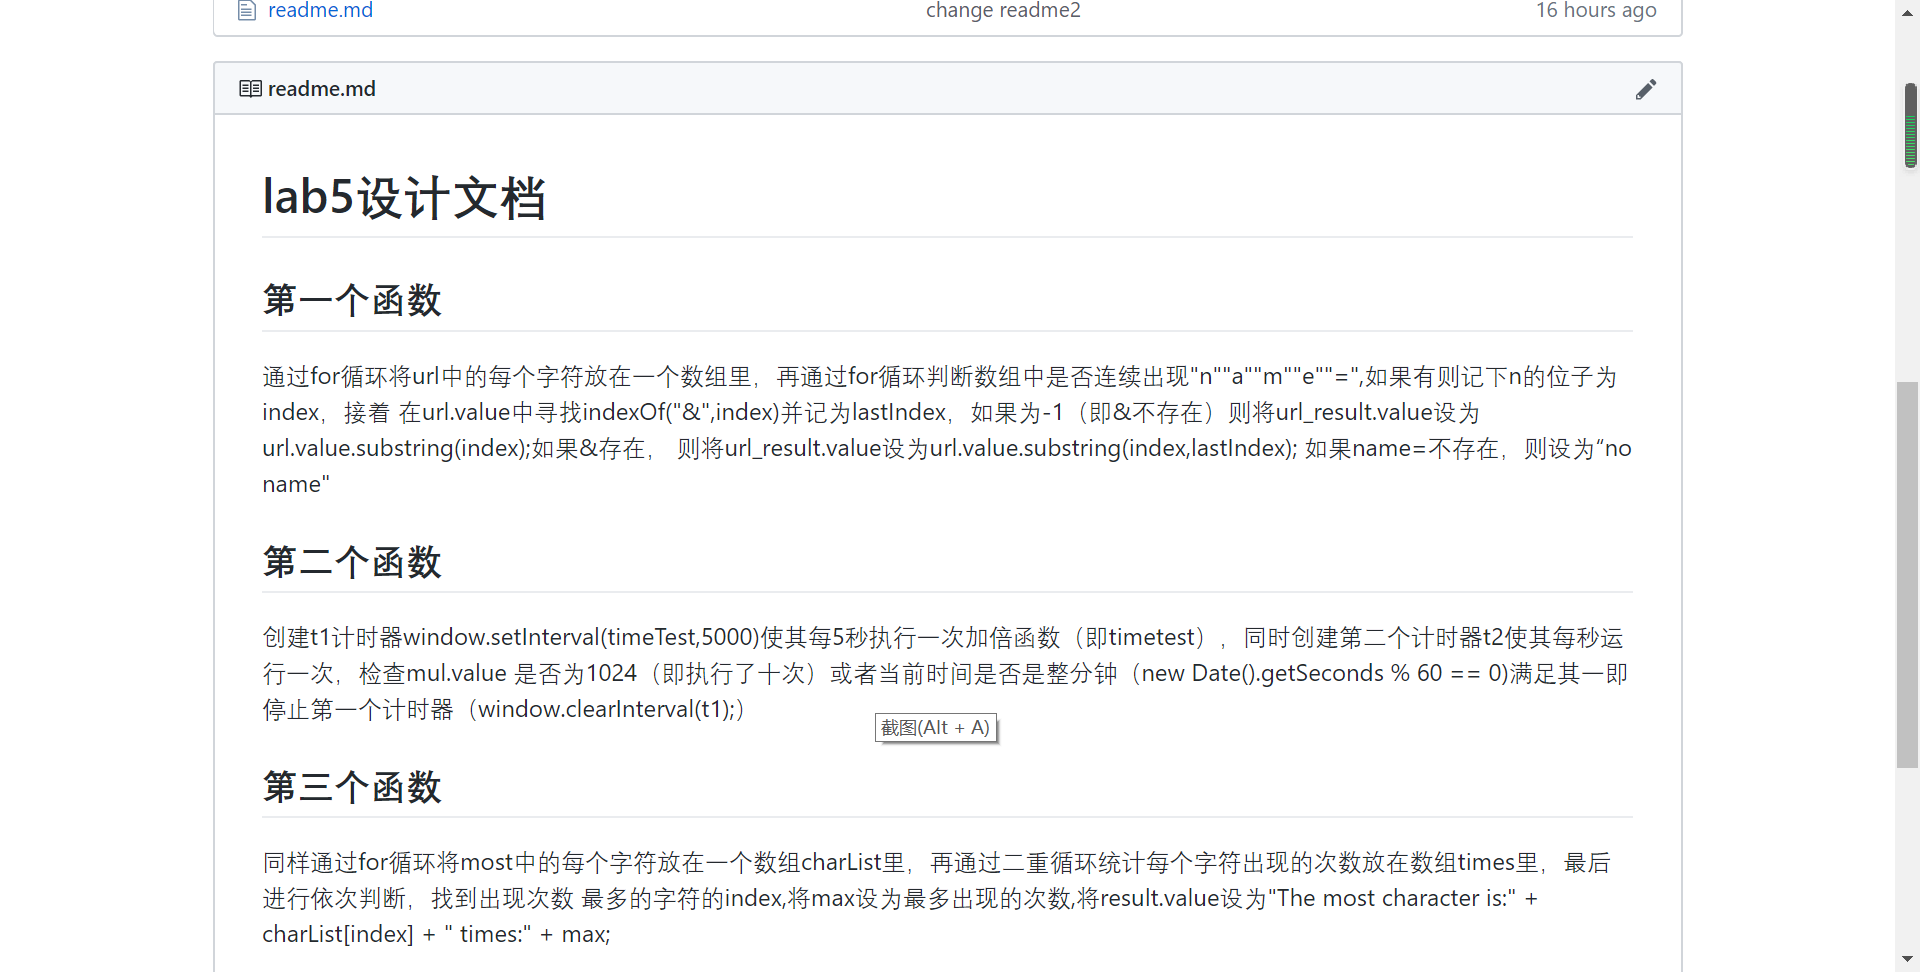 readme.md change readme2 16 hours ago
readme.md
lab5设计文档
第一个函数
通过for循环将url中的每个字符放在一个数组里，再通过for循环判断数组中是否连续出现"n""a""m""e""=",如果有则记下n的位子为
index，接着 在url.value中寻找indexOf("&",index)并记为lastIndex，如果为-1（即&不存在）则将url_result.value设为
url.value.substring(index);如果&存在， 则将url_result.value设为url.value.substring(index,lastIndex); 如果name=不存在，则设为“no
name"
第二个函数
创建t1计时器window.setInterval(timeTest,5000)使其每5秒执行一次加倍函数（即timetest），同时创建第二个计时器t2使其每秒运
行一次，检查mul.value 是否为1024（即执行了十次）或者当前时间是否是整分钟（new Date().getSeconds % 60 == 0)满足其一即
停止第一个计时器（window.clearInterval(t1);）
截图(Alt + A)
第三个函数
同样通过for循环将most中的每个字符放在一个数组charList里，再通过二重循环统计每个字符出现的次数放在数组times里，最后
进行依次判断，找到出现次数 最多的字符的index,将max设为最多出现的次数,将result.value设为"The most character is:" +
charList[index] + " times:" + max;